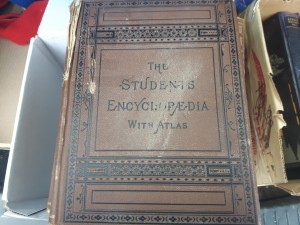 THE
STUDENTS
ENCYCLOPÆDIA
WITH ATLAS